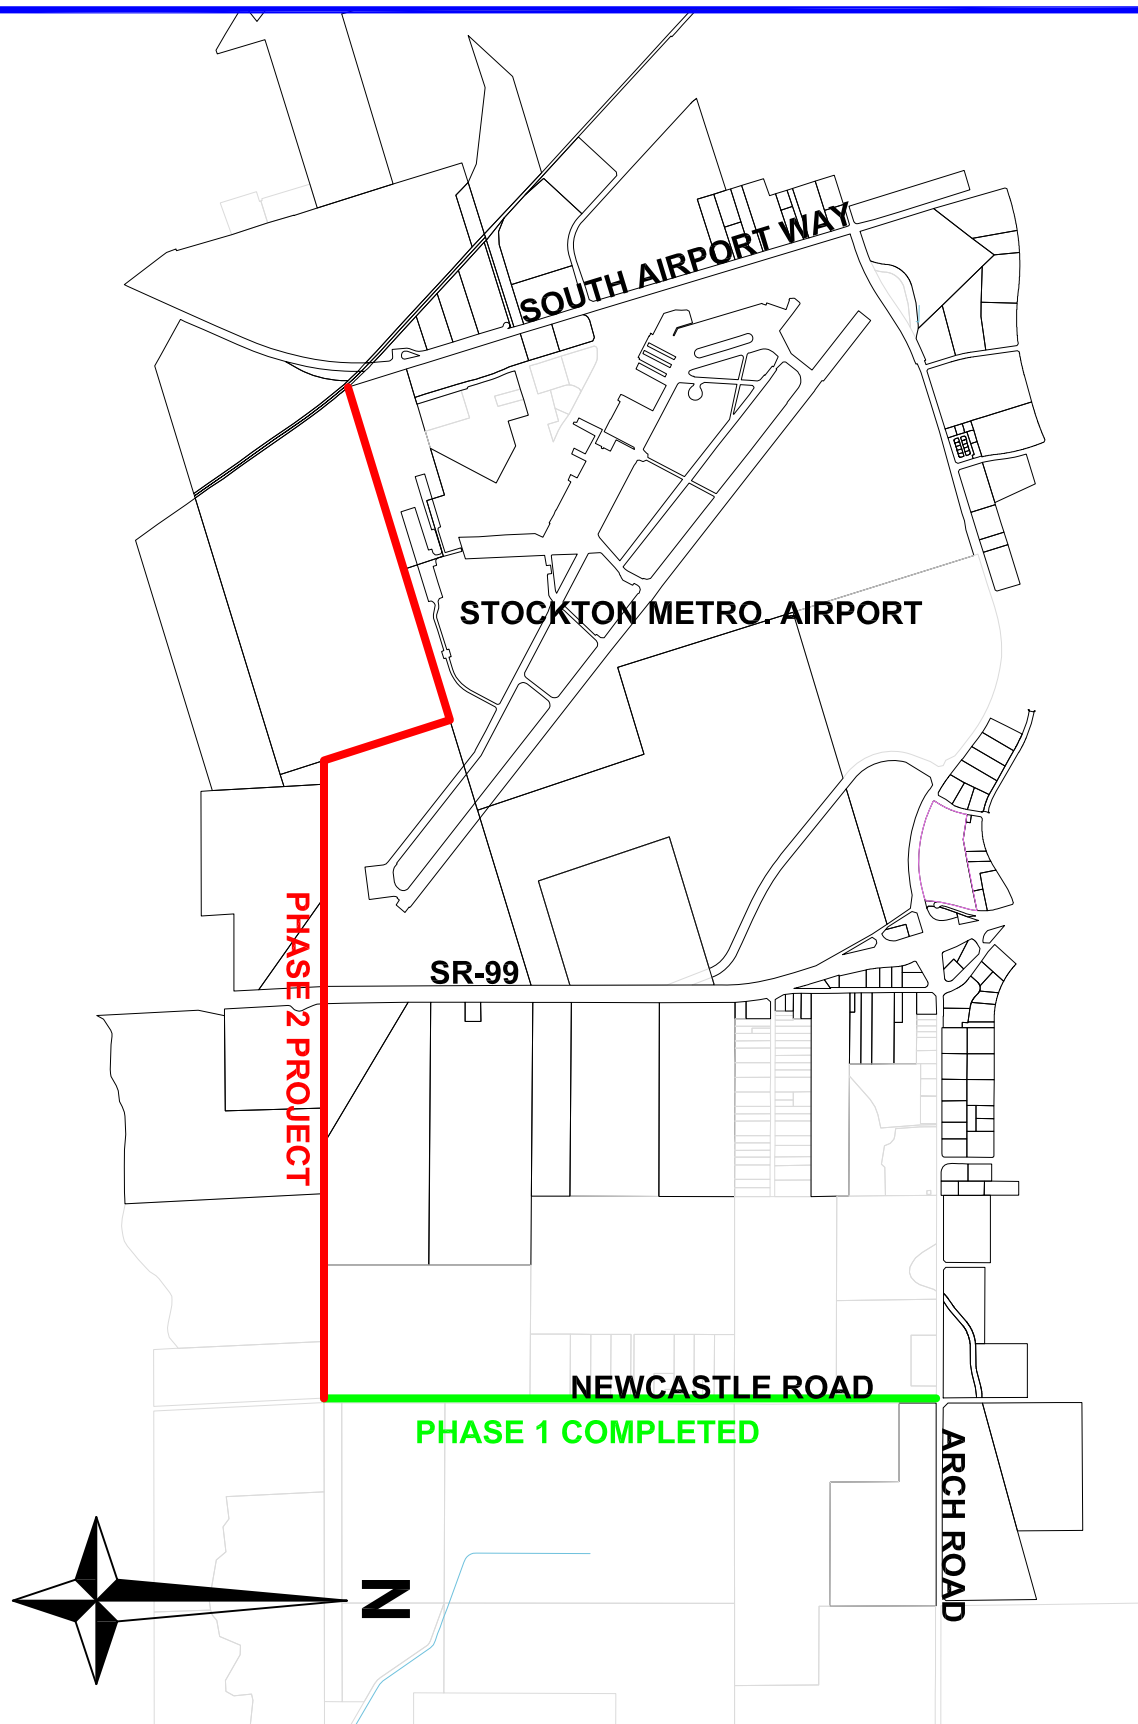 SOUTH AIRPORT WAY
STOCKTON METRO. AIRPORT
SR-99
PHASE 2 PROJECT
NEWCASTLE ROAD
PHASE 1 COMPLETED
ARCH ROAD
N